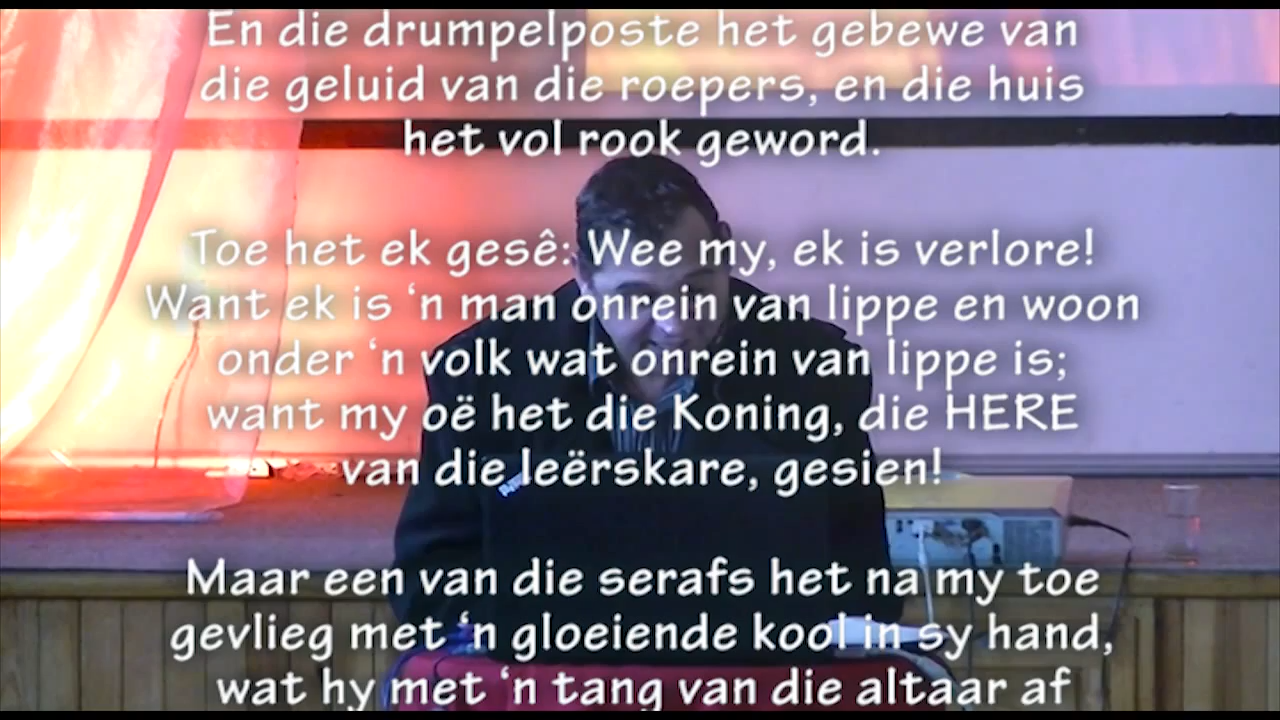 En die drumpelposte het gebewe van
die geluid van die roepers, en die huis
het vol rook geword.
Toe het ek gesê: Wee my, ek is verlore!
Want ek is ‘n man onrein van lippe en woon
onder ‘n volk wat onrein van lippe is;
want my oë het die Koning, die HERE
van die leërskare, gesien!
Maar een van die serafs het na my toe
gevlieg met ‘n gloeiende kool in sy hand,
wat hy met ‘n tang van die altaar af